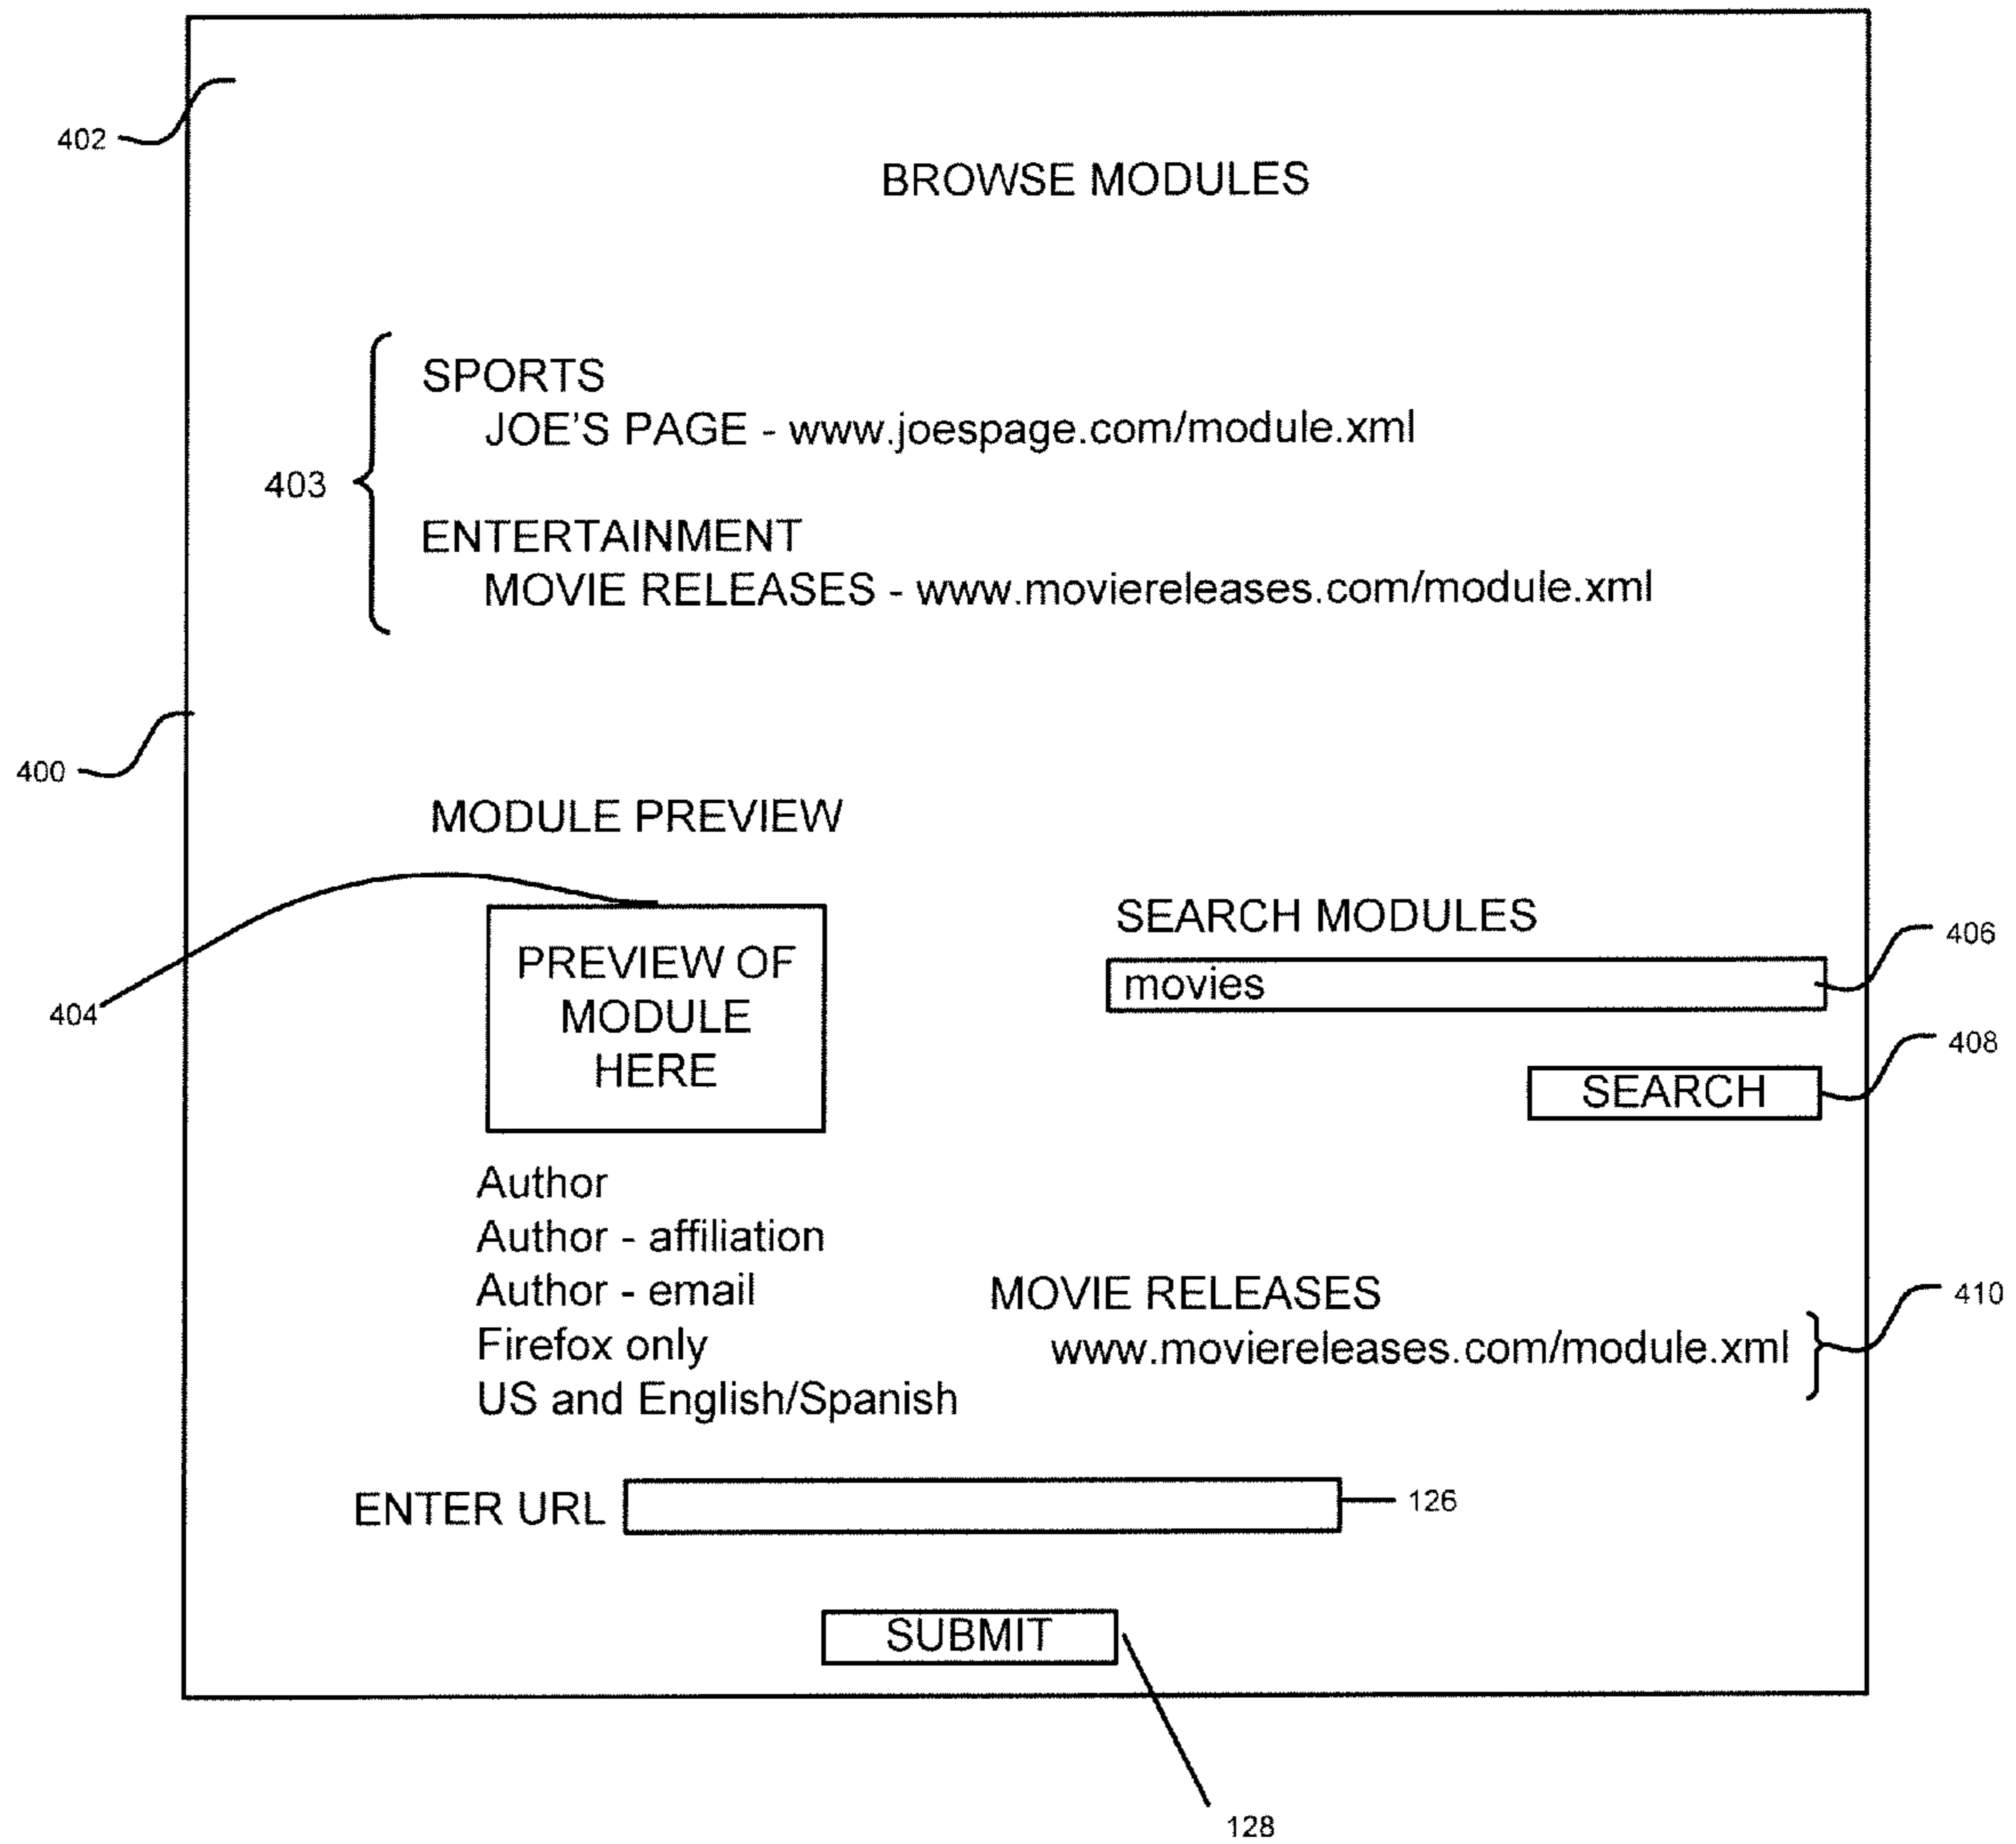 402
BROWSE MODULES
403
SPORTS
JOE'S PAGE - www.joespage.com/module.xml
ENTERTAINMENT
MOVIE RELEASES - www.moviereleases.com/module.xml
400
MODULE PREVIEW
404
PREVIEW OF
MODULE
HERE
SEARCH MODULES
406
movies
408
SEARCH
Author
Author - affiliation
Author - email
Firefox only
US and English/Spanish
MOVIE RELEASES
www.moviereleases.com/module.xml
410
ENTER URL
126
SUBMIT
128